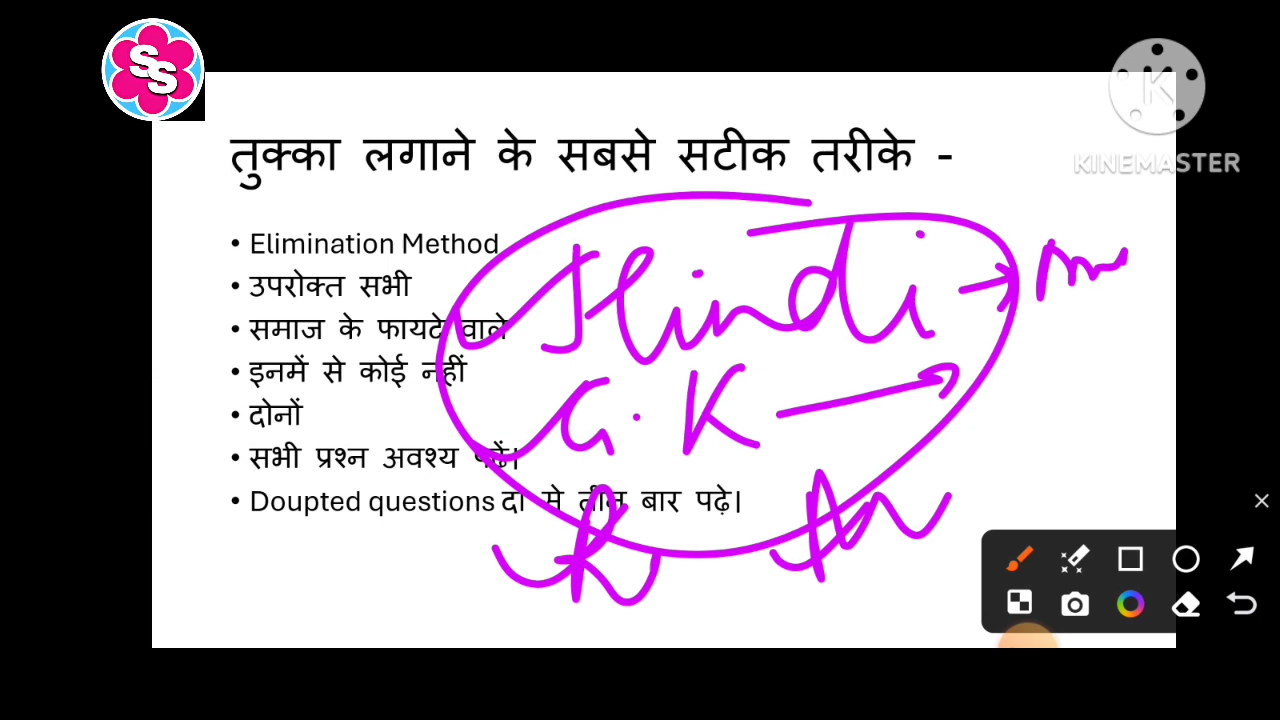 SS
KINEMASTER
तुक्का लगाने के सबसे सटीक तरीके -
• Elimination Method
• उपरोक्त सभी
• समाज के फायदे वाले
• इनमें से कोई नहीं
• दोनों
• सभी प्रश्न अवश्य पढ़ें।
• Doupted questions दो से तीन बार पढ़े।
Hindi →
G.K →